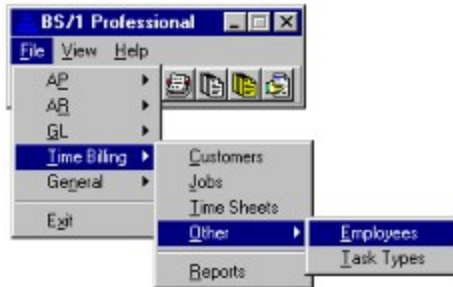 BS/1 Professional
File View Help
AP
AR
GL
Time Billing
General
Exit
Customers
Jobs
Time Sheets
Other
Reports
Employees
Task Types